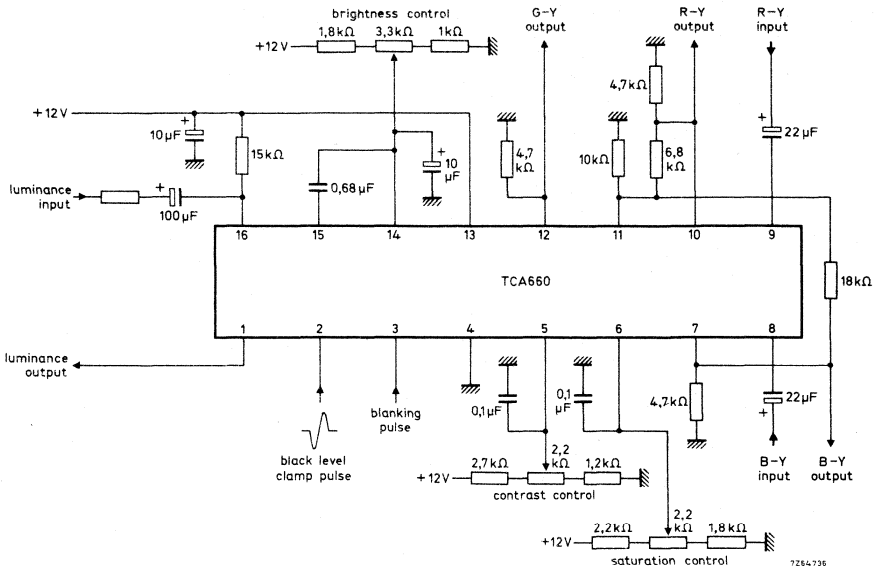 brightness control
+12V
1,8kΩ
3,3kΩ
1kΩ
G-Y
output
R-Y
output
R-Y
input
+12V
10μF
+
15kΩ
0,68μF
+
10
μF
4,7
kΩ
10kΩ
4,7kΩ
6,8
kΩ
+
22μF
luminance
input
+
100μF
16
15
14
13
12
11
10
9
TCA660
18kΩ
1
2
3
4
5
6
7
8
luminance
output
black level
clamp pulse
blanking
pulse
0,1μF
0,1
μF
4,7kΩ
22μF
+
B-Y
input
B-Y
output
+12V
2,7kΩ
2,2
kΩ
1,2kΩ
contrast control
+12V
2,2kΩ
2,2
kΩ
1,8kΩ
saturation control
7Z64736